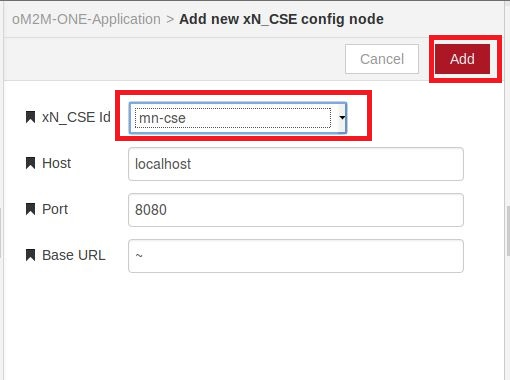 oM2M-ONE-Application > Add new xN_CSE config node
Cancel Add
xN_CSE Id mn-cse
Host localhost
Port 8080
Base URL ~